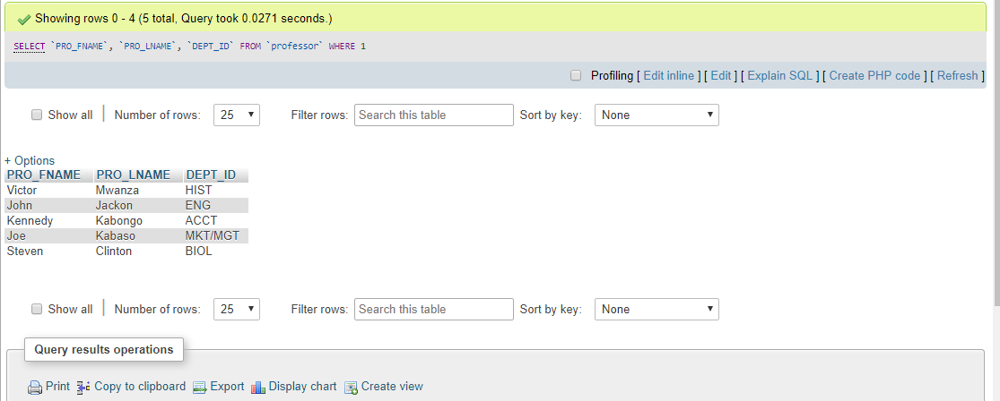 Showing rows 0 - 4 (5 total, Query took 0.0271 seconds.)
SELECT `PRO_FNAME`, `PRO_LNAME`, `DEPT_ID` FROM `professor` WHERE 1
Profiling [ Edit inline ] [ Edit ] [ Explain SQL ] [ Create PHP code ] [ Refresh ]
Show all | Number of rows: 25 Filter rows: Search this table Sort by key: None
+ Options
PRO_FNAME PRO_LNAME DEPT_ID
Victor Mwanza HIST
John Jackon ENG
Kennedy Kabongo ACCT
Joe Kabaso MKT/MGT
Steven Clinton BIOL
Show all | Number of rows: 25 Filter rows: Search this table Sort by key: None
Query results operations
Print Copy to clipboard Export Display chart Create view